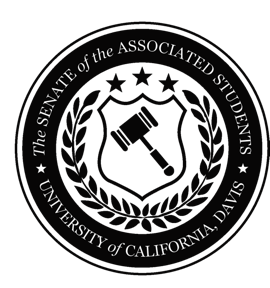 The SENATE of the ASSOCIATED STUDENTS
UNIVERSITY of CALIFORNIA, DAVIS